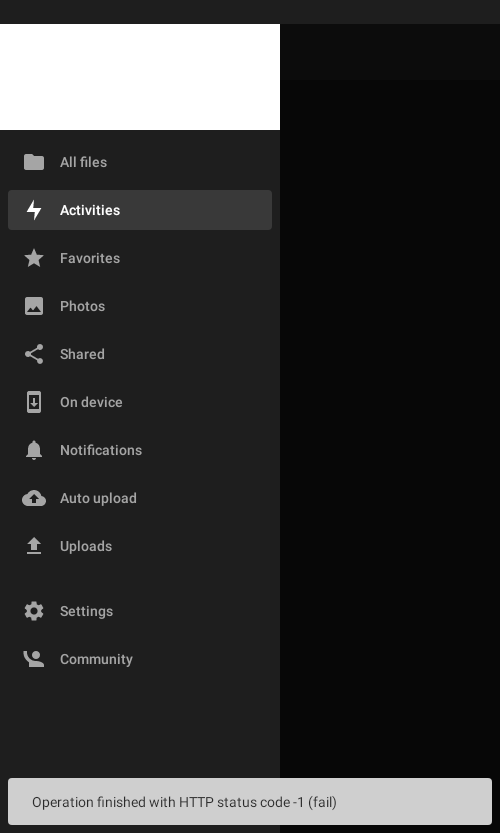 All files
Activities
Favorites
Photos
Shared
On device
Notifications
Auto upload
Uploads
Settings
Community
Operation finished with HTTP status code -1 (fail)